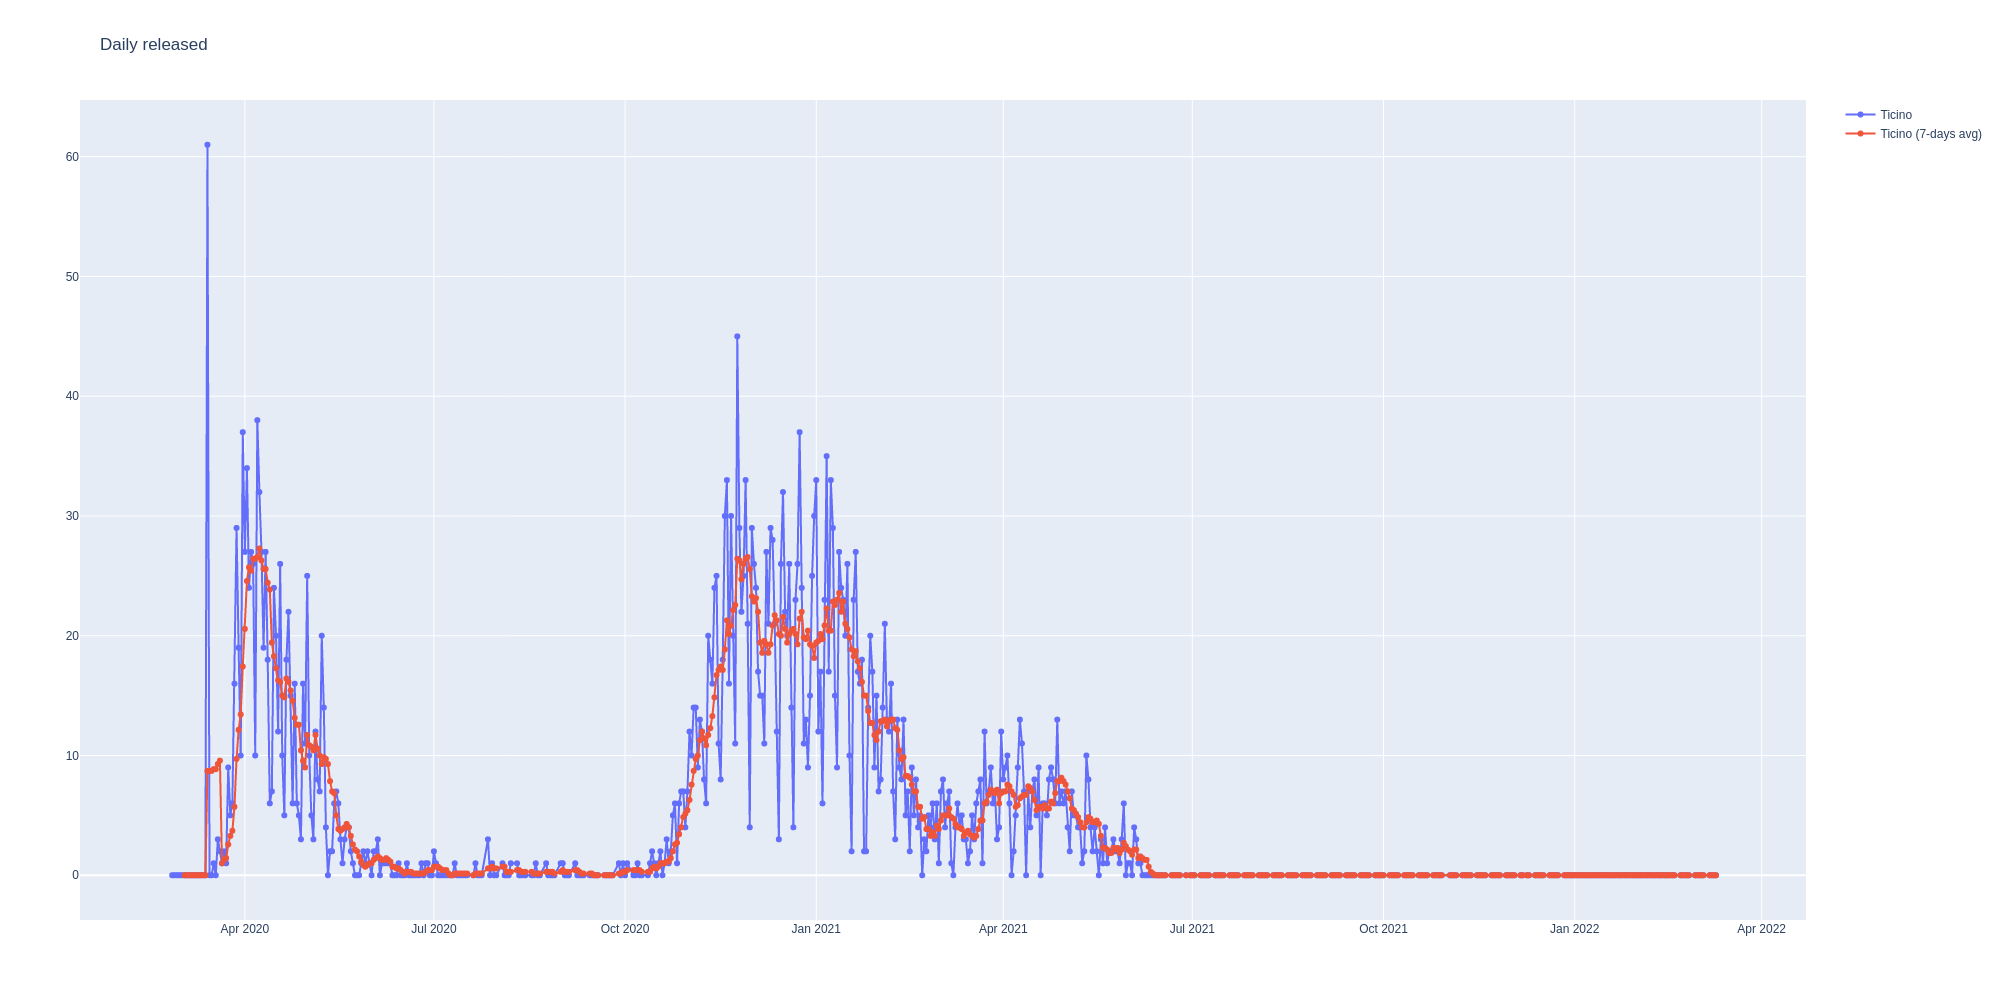 Daily released
Ticino
Ticino (7-days avg)
60
50
40
30
20
10
0
Apr 2020
Jul 2020
Oct 2020
Jan 2021
Apr 2021
Jul 2021
Oct 2021
Jan 2022
Apr 2022